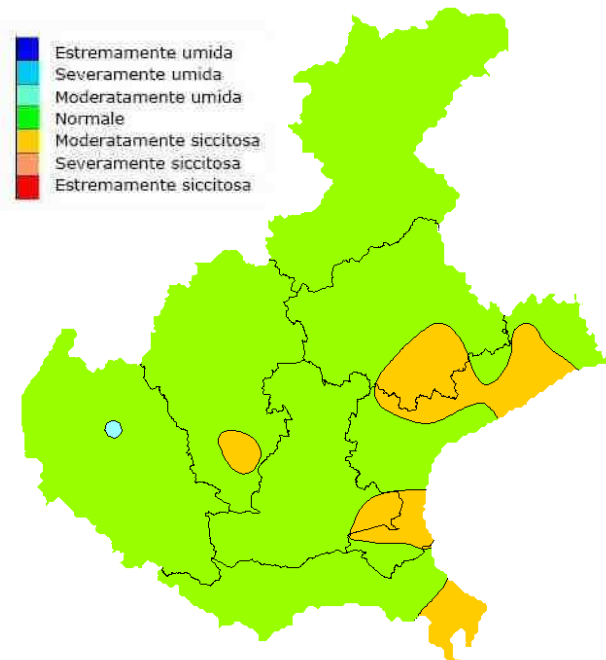 Estremamente umida
Severamente umida
Moderatamente umida
Normale
Moderatamente siccitosa
Severamente siccitosa
Estremamente siccitosa